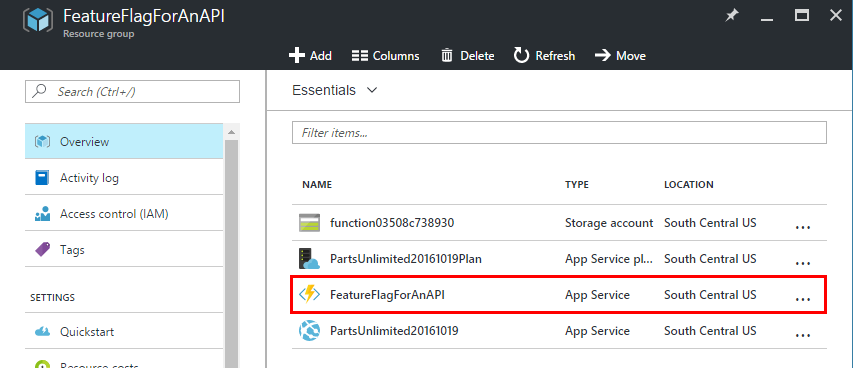 FeatureFlagForAnAPI
Resource group
Add Columns Delete Refresh Move
Search (Ctrl+/)
Overview
Activity log
Access control (IAM)
Tags
SETTINGS
Quickstart
Resource costs
Essentials
Filter items...
NAME TYPE LOCATION
function03508c738930 Storage account South Central US ...
PartsUnlimited20161019Plan App Service pl... South Central US ...
FeatureFlagForAnAPI App Service South Central US ...
PartsUnlimited20161019 App Service South Central US ...